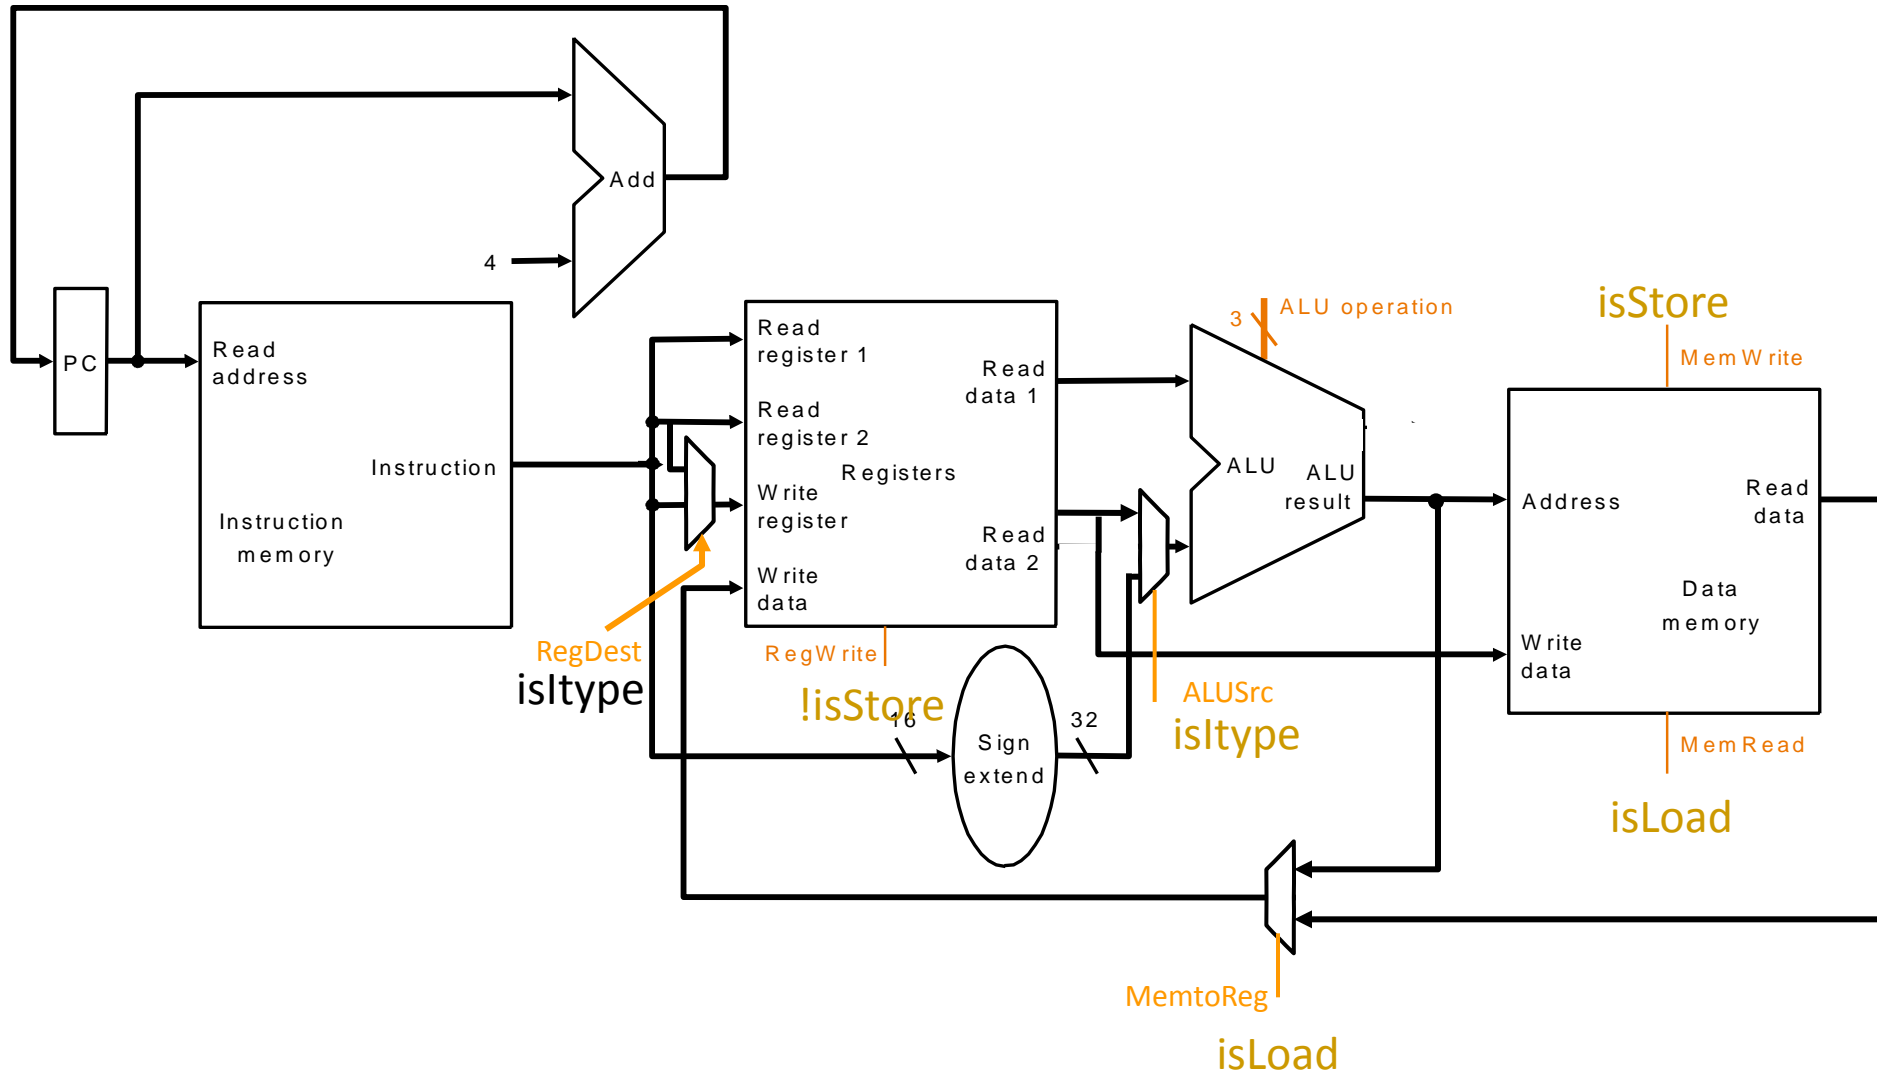 Add
4
PC
Read
address
Instruction
Instruction
memory
Read
register 1
Read
register 2
Registers
Write
register
Write
data
Read
data 1
Read
data 2
RegDest
isItype
RegWrite
!isStore
16
Sign
extend
32
ALUSrc
isItype
3
ALU operation
ALU
ALU
result
isStore
MemWrite
Address
Read
data
Data
memory
Write
data
MemRead
isLoad
MemtoReg
isLoad